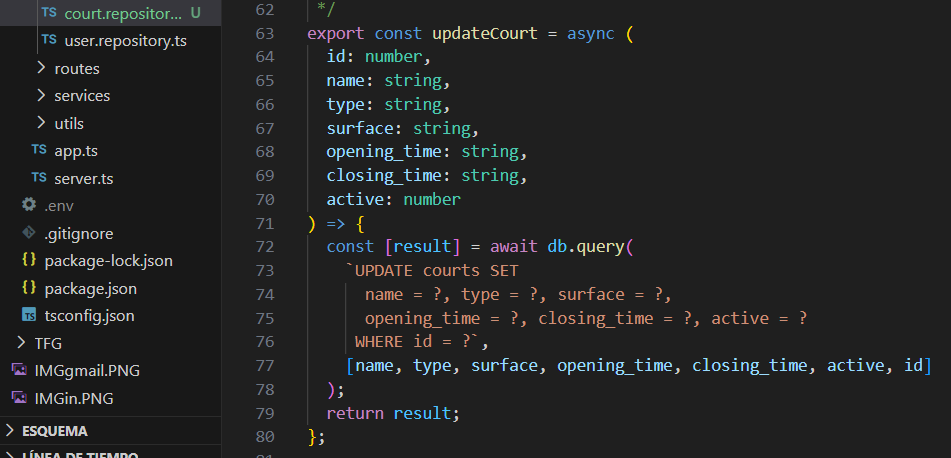 TS court.repositor... U
TS user.repository.ts
routes
services
utils
TS app.ts
TS server.ts
.env
.gitignore
{} package-lock.json
{} package.json
TS tsconfig.json
TFG
IMGgmail.PNG
IMGin.PNG
ESQUEMA
LÍNEA DE TIEMPO
62 */
63 export const updateCourt = async (
64 id: number,
65 name: string,
66 type: string,
67 surface: string,
68 opening_time: string,
69 closing_time: string,
70 active: number
71 ) => {
72 const [result] = await db.query(
73 `UPDATE courts SET
74 name = ?, type = ?, surface = ?,
75 opening_time = ?, closing_time = ?, active = ?
76 WHERE id = ?`,
77 [name, type, surface, opening_time, closing_time, active, id]
78 );
79 return result;
80 };